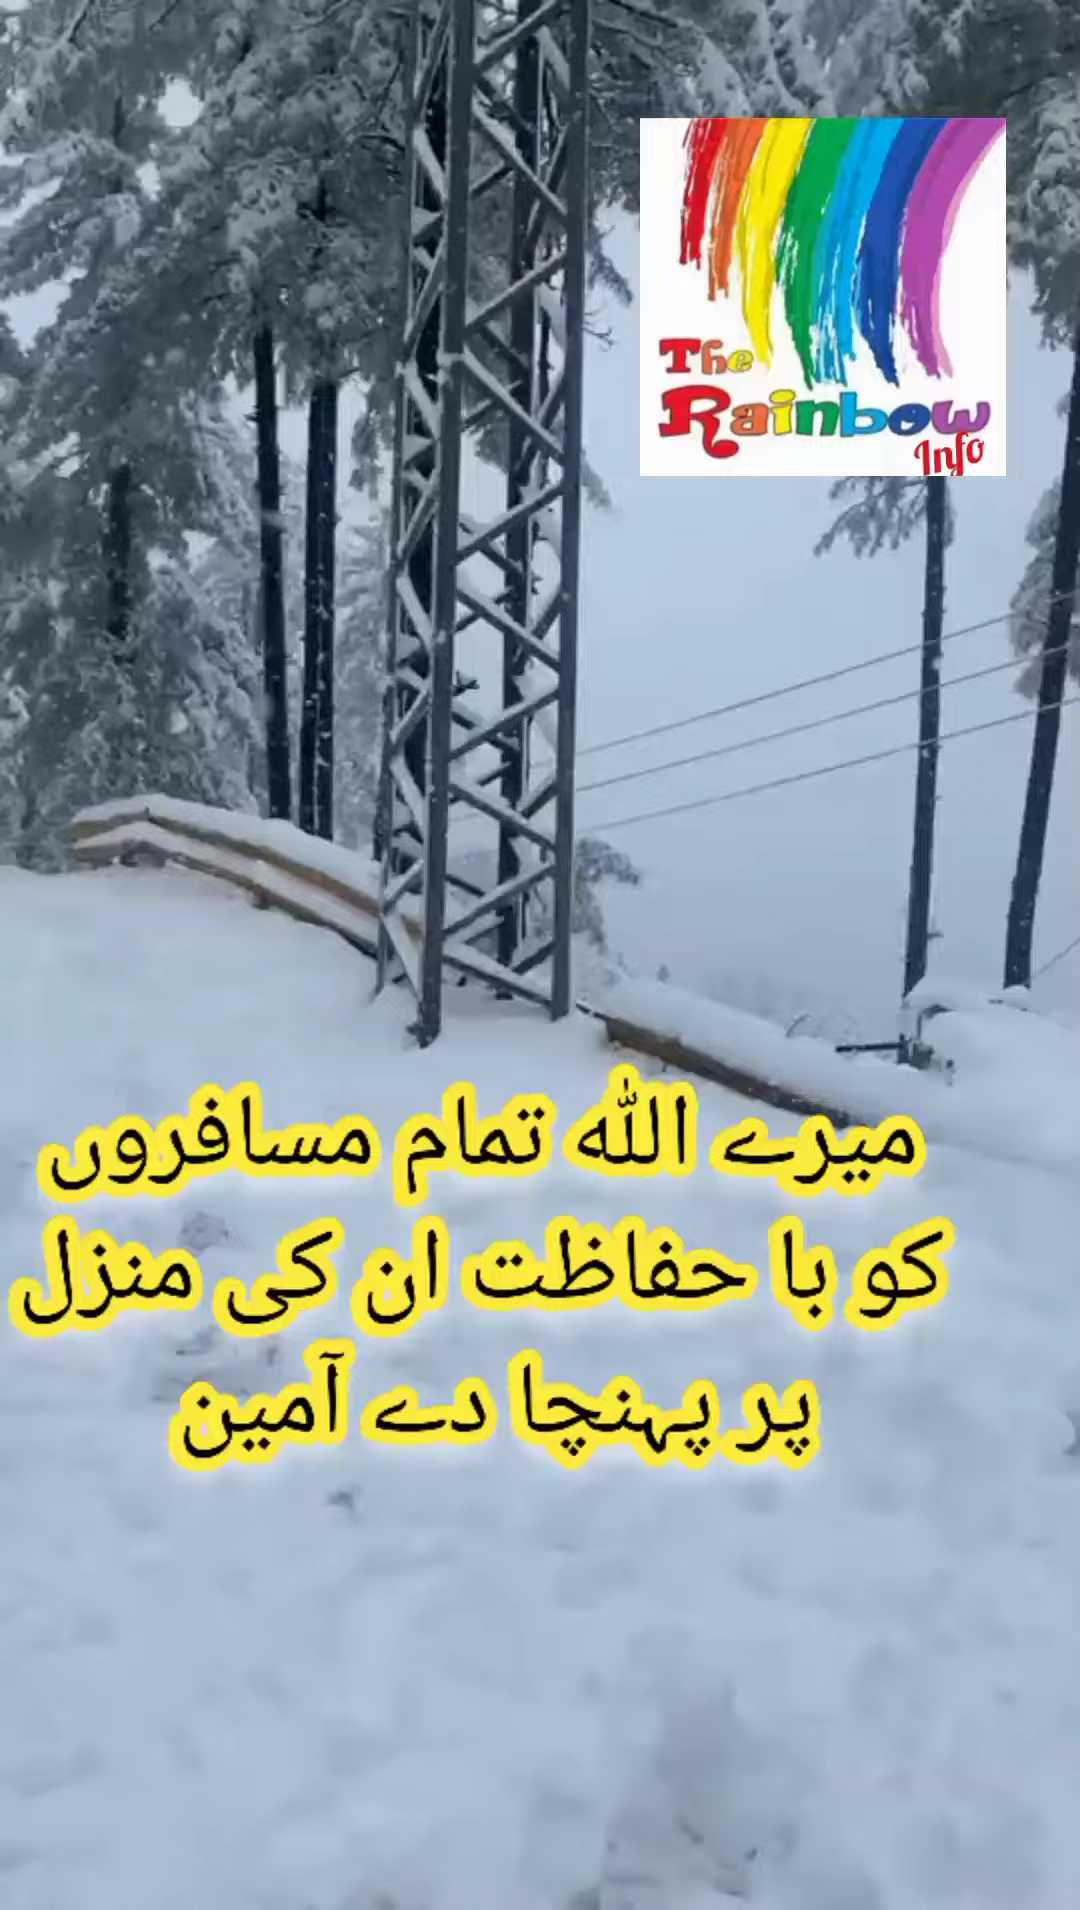 The
Rainbow
Info
میرے اللہ تمام مسافروں
کو با حفاظت ان کی منزل
پر پہنچا دے آمین